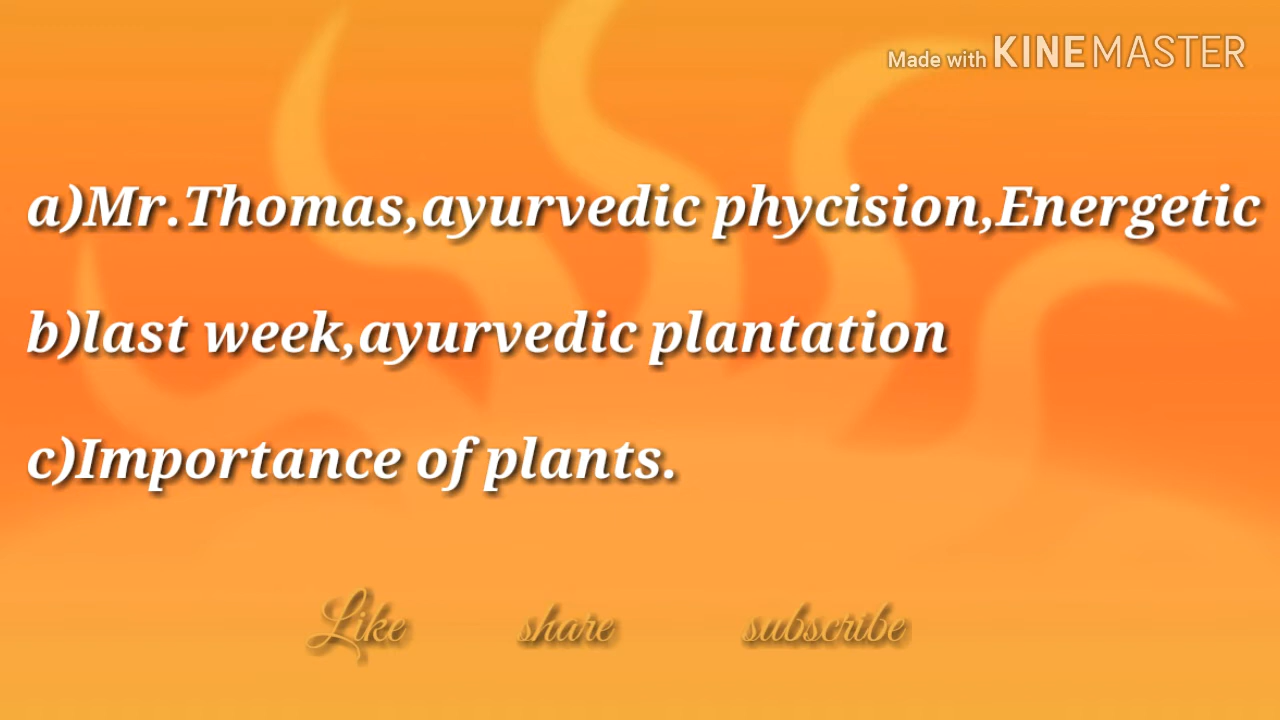 Made with KINEMASTER
a)Mr.Thomas,ayurvedic phycision,Energetic
b)last week,ayurvedic plantation
c)Importance of plants.
Like share subscribe